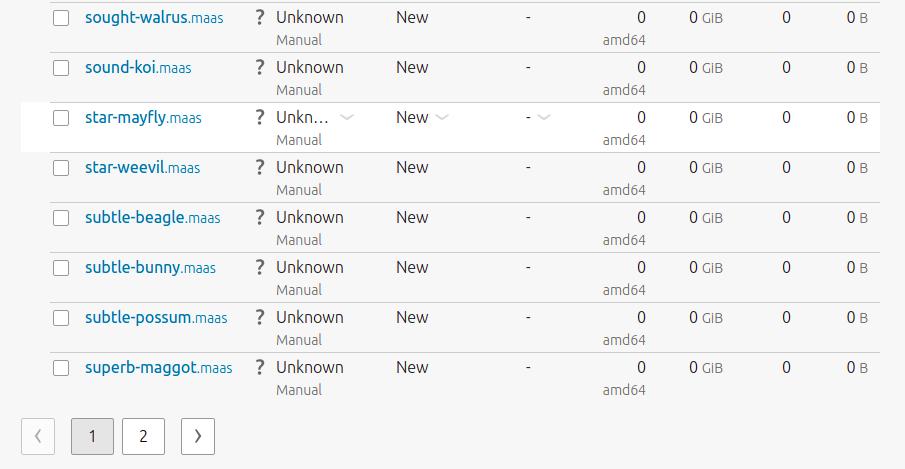 sought-walrus.maas ? Unknown New - 0 0 GiB 0 0 B
Manual amd64
sound-koi.maas ? Unknown New - 0 0 GiB 0 0 B
Manual amd64
star-mayfly.maas ? Unkn... New - 0 0 GiB 0 0 B
Manual amd64
star-weevil.maas ? Unknown New - 0 0 GiB 0 0 B
Manual amd64
subtle-beagle.maas ? Unknown New - 0 0 GiB 0 0 B
Manual amd64
subtle-bunny.maas ? Unknown New - 0 0 GiB 0 0 B
Manual amd64
subtle-possum.maas ? Unknown New - 0 0 GiB 0 0 B
Manual amd64
superb-maggot.maas ? Unknown New - 0 0 GiB 0 0 B
Manual amd64
1 2